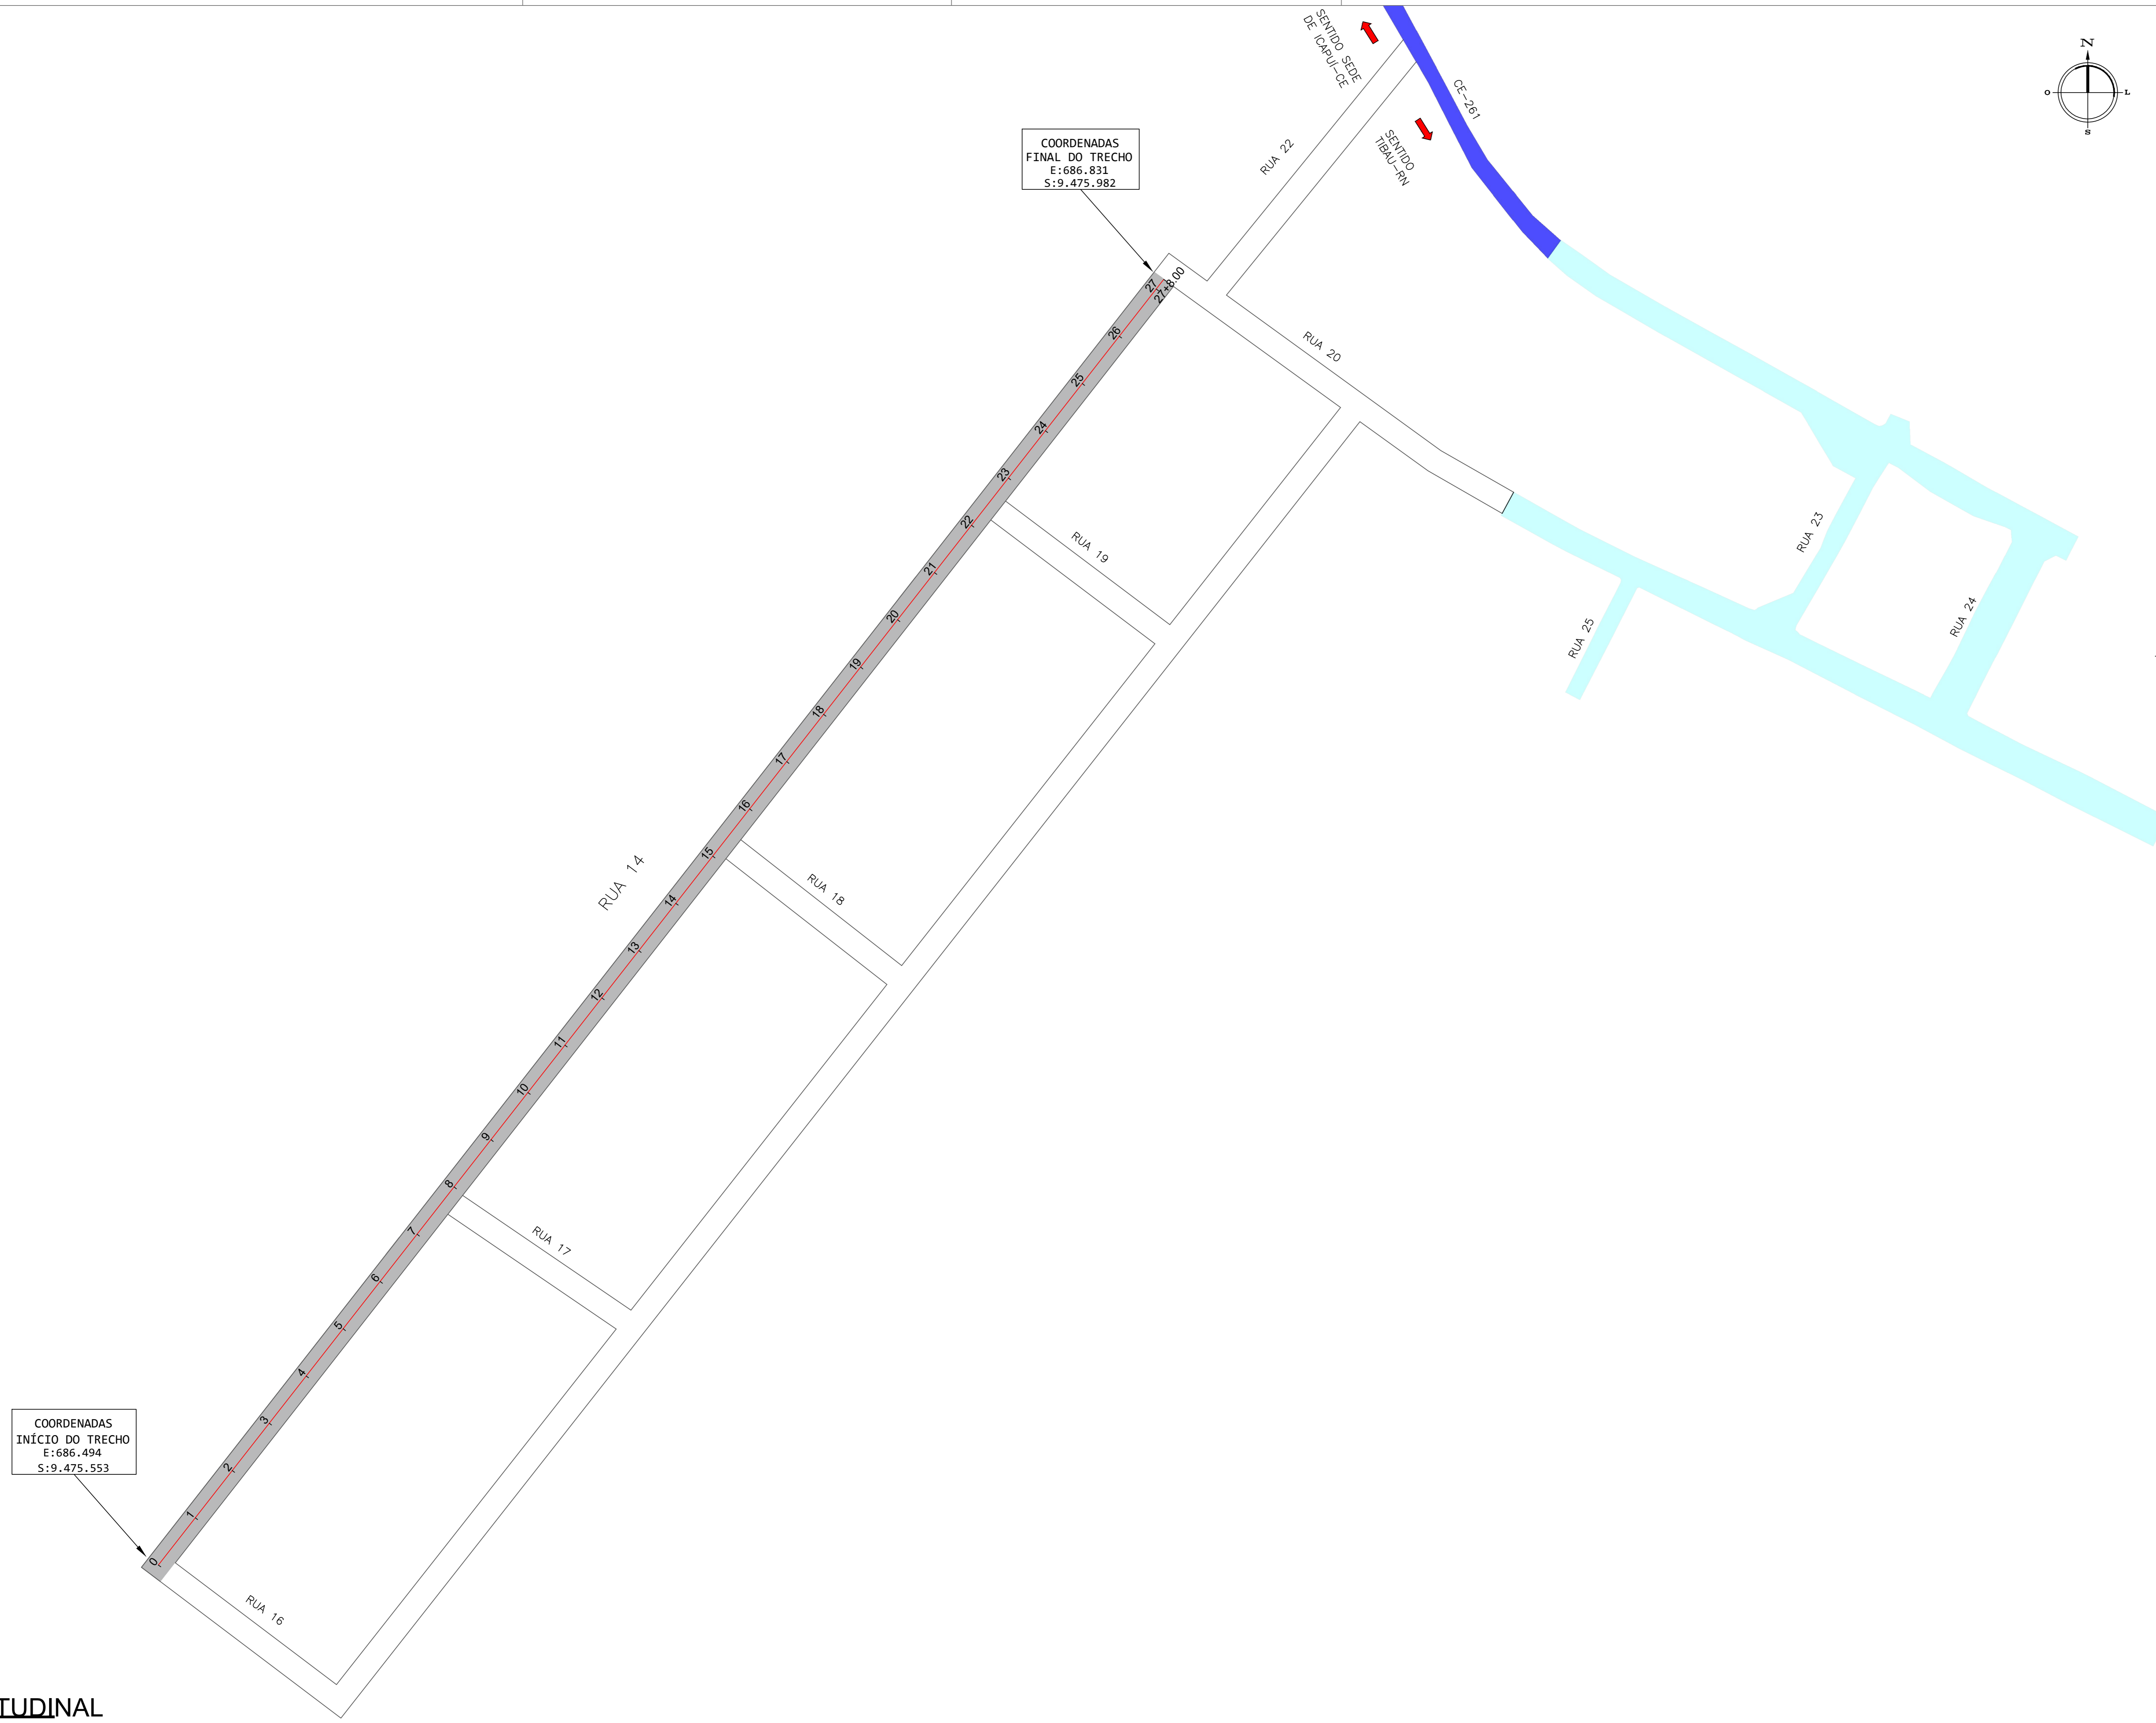 SENTIDO SEDE
DE ICAPUÍ-CE
CE-261
SENTIDO
TIBAU-RN
N
O
L
S
RUA 22
COORDENADAS
FINAL DO TRECHO
E:686.831
S:9.475.982
27
27+8.00
26
25
24
23
22
21
20
19
18
17
16
15
14
13
12
11
10
9
8
7
6
5
4
3
2
1
0
RUA 20
RUA 19
RUA 23
RUA 24
RUA 25
RUA 14
RUA 18
RUA 17
COORDENADAS
INÍCIO DO TRECHO
E:686.494
S:9.475.553
RUA 16
TUDINAL